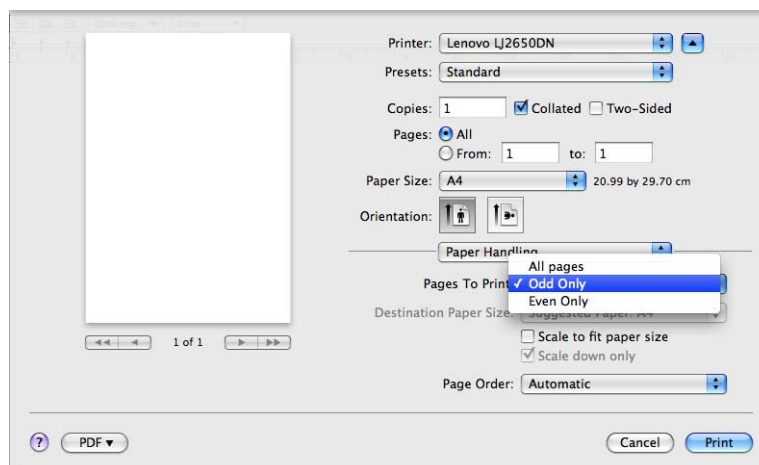 Printer: Lenovo LJ2650DN
Presets: Standard
Copies: 1 Collated Two-Sided
Pages: All
From: 1 to: 1
Paper Size: A4 20.99 by 29.70 cm
Orientation:
Paper Handling
All pages
Pages To Print ✓ Odd Only
Even Only
Destination Paper Size: Suggested Paper: A4
Scale to fit paper size
1 of 1
Scale down only
Page Order: Automatic
? PDF ▼ Cancel Print